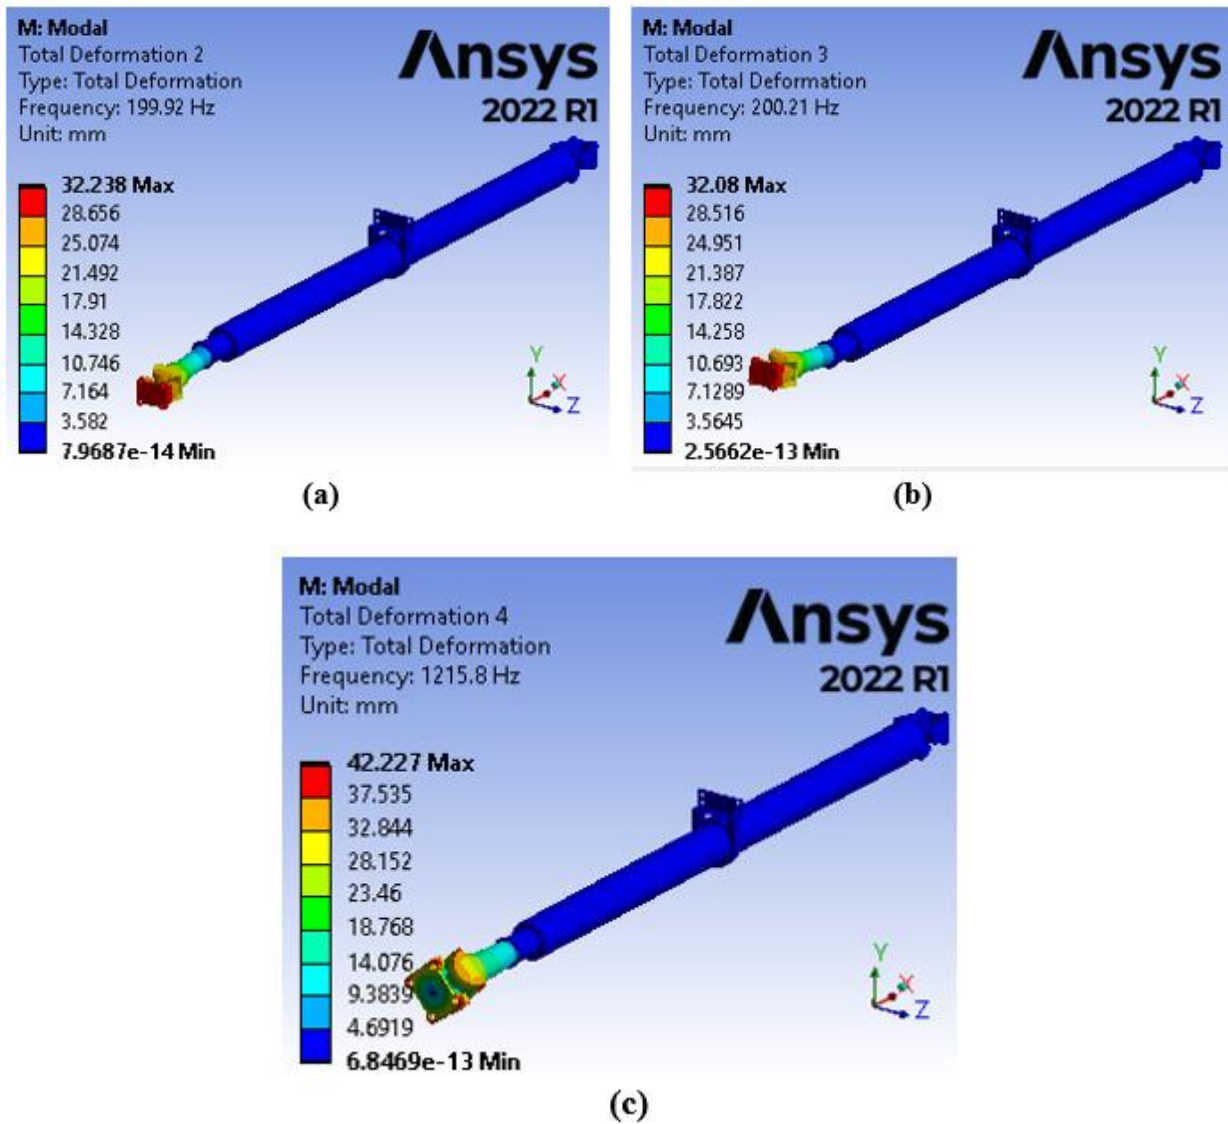 M: Modal
Total Deformation 2
Type: Total Deformation
Frequency: 199.92 Hz
Unit: mm
Ansys
2022 R1
32.238 Max
28.656
25.074
21.492
17.91
14.328
10.746
7.164
3.582
7.9687e-14 Min
Y
X
Z
(a)
M: Modal
Total Deformation 3
Type: Total Deformation
Frequency: 200.21 Hz
Unit: mm
Ansys
2022 R1
32.08 Max
28.516
24.951
21.387
17.822
14.258
10.693
7.1289
3.5645
2.5662e-13 Min
Y
X
Z
(b)
M: Modal
Total Deformation 4
Type: Total Deformation
Frequency: 1215.8 Hz
Unit: mm
Ansys
2022 R1
42.227 Max
37.535
32.844
28.152
23.46
18.768
14.076
9.3839
4.6919
6.8469e-13 Min
Y
X
Z
(c)